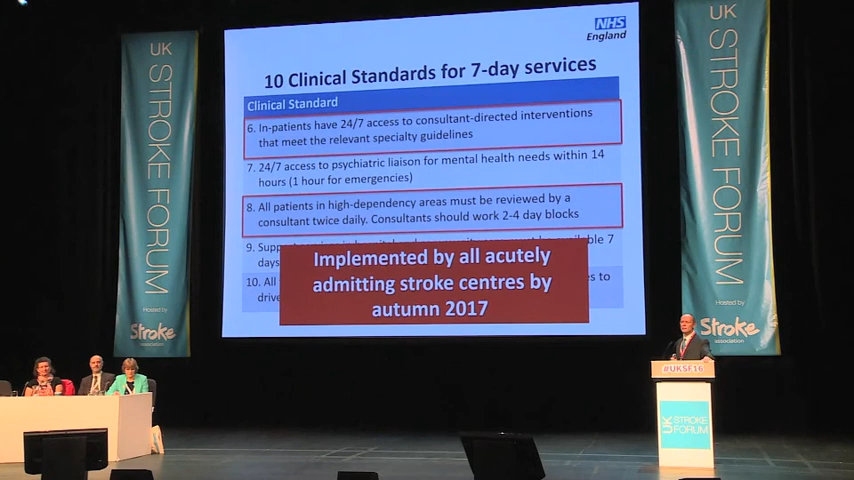 UK STROKE FORUM
Hosted by
Stroke
association
NHS
England
10 Clinical Standards for 7-day services
Clinical Standard
6. In-patients have 24/7 access to consultant-directed interventions
that meet the relevant specialty guidelines
7. 24/7 access to psychiatric liaison for mental health needs within 14
hours (1 hour for emergencies)
8. All patients in high-dependency areas must be reviewed by a
consultant twice daily. Consultants should work 2-4 day blocks
9.
7
days
10. All
to
Implemented by all acutely
admitting stroke centres by
autumn 2017
UK STROKE FORUM
Hosted by
Stroke
association
#UKSF16
UK STROKE
FORUM